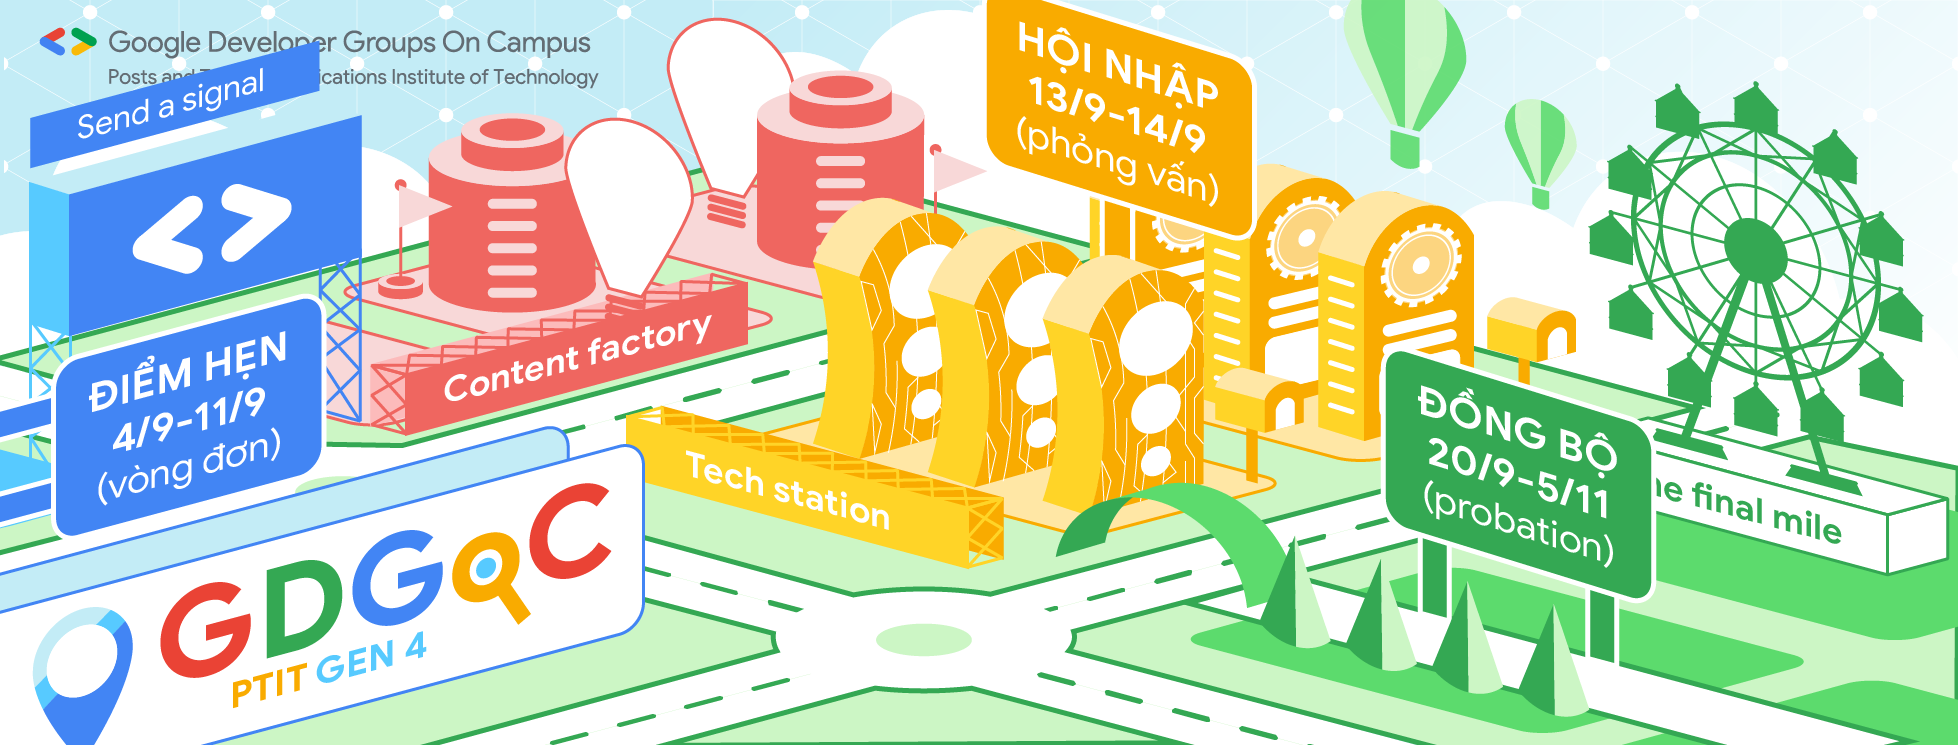 Google Developer Groups On Campus
Posts and ications Institute of Technology
Send a signal
HỘI NHẬP
13/9-14/9
(phỏng vấn)
Content factory
ĐIỂM HẸN
4/9-11/9
(vòng đơn)
Tech station
ĐỒNG BỘ
20/9-5/11
(probation)
final mile
GDGoC
PTIT GEN 4